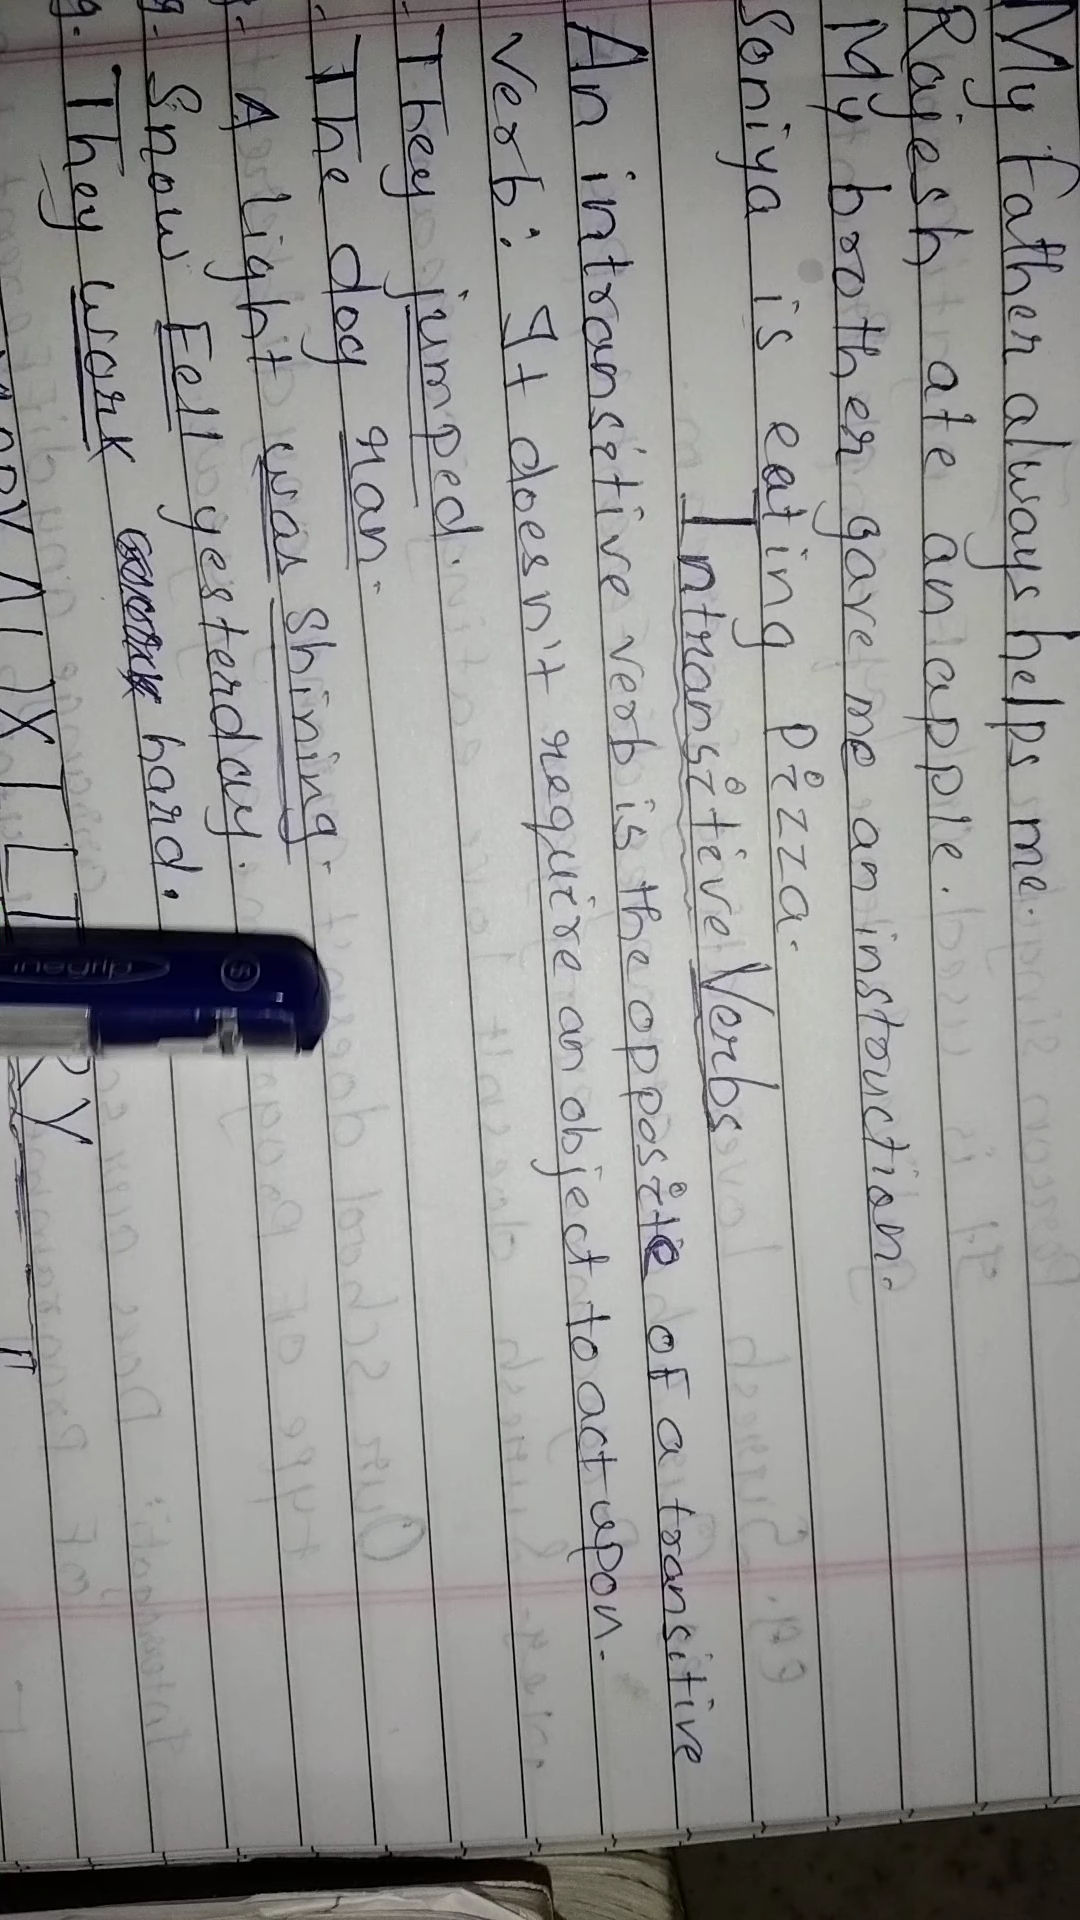 My father always helps me.
Rajesh ate an apple.
My brother gave me an instruction.
Soniya is eating pizza.
Intransitive Verbs
An intransitive verb is the opposite of a transitive
verb. It doesn't require an object to act upon.
They jumped.
The dog ran.
A light was shining.
Snow Fell yesterday.
They work hard.
inegrip